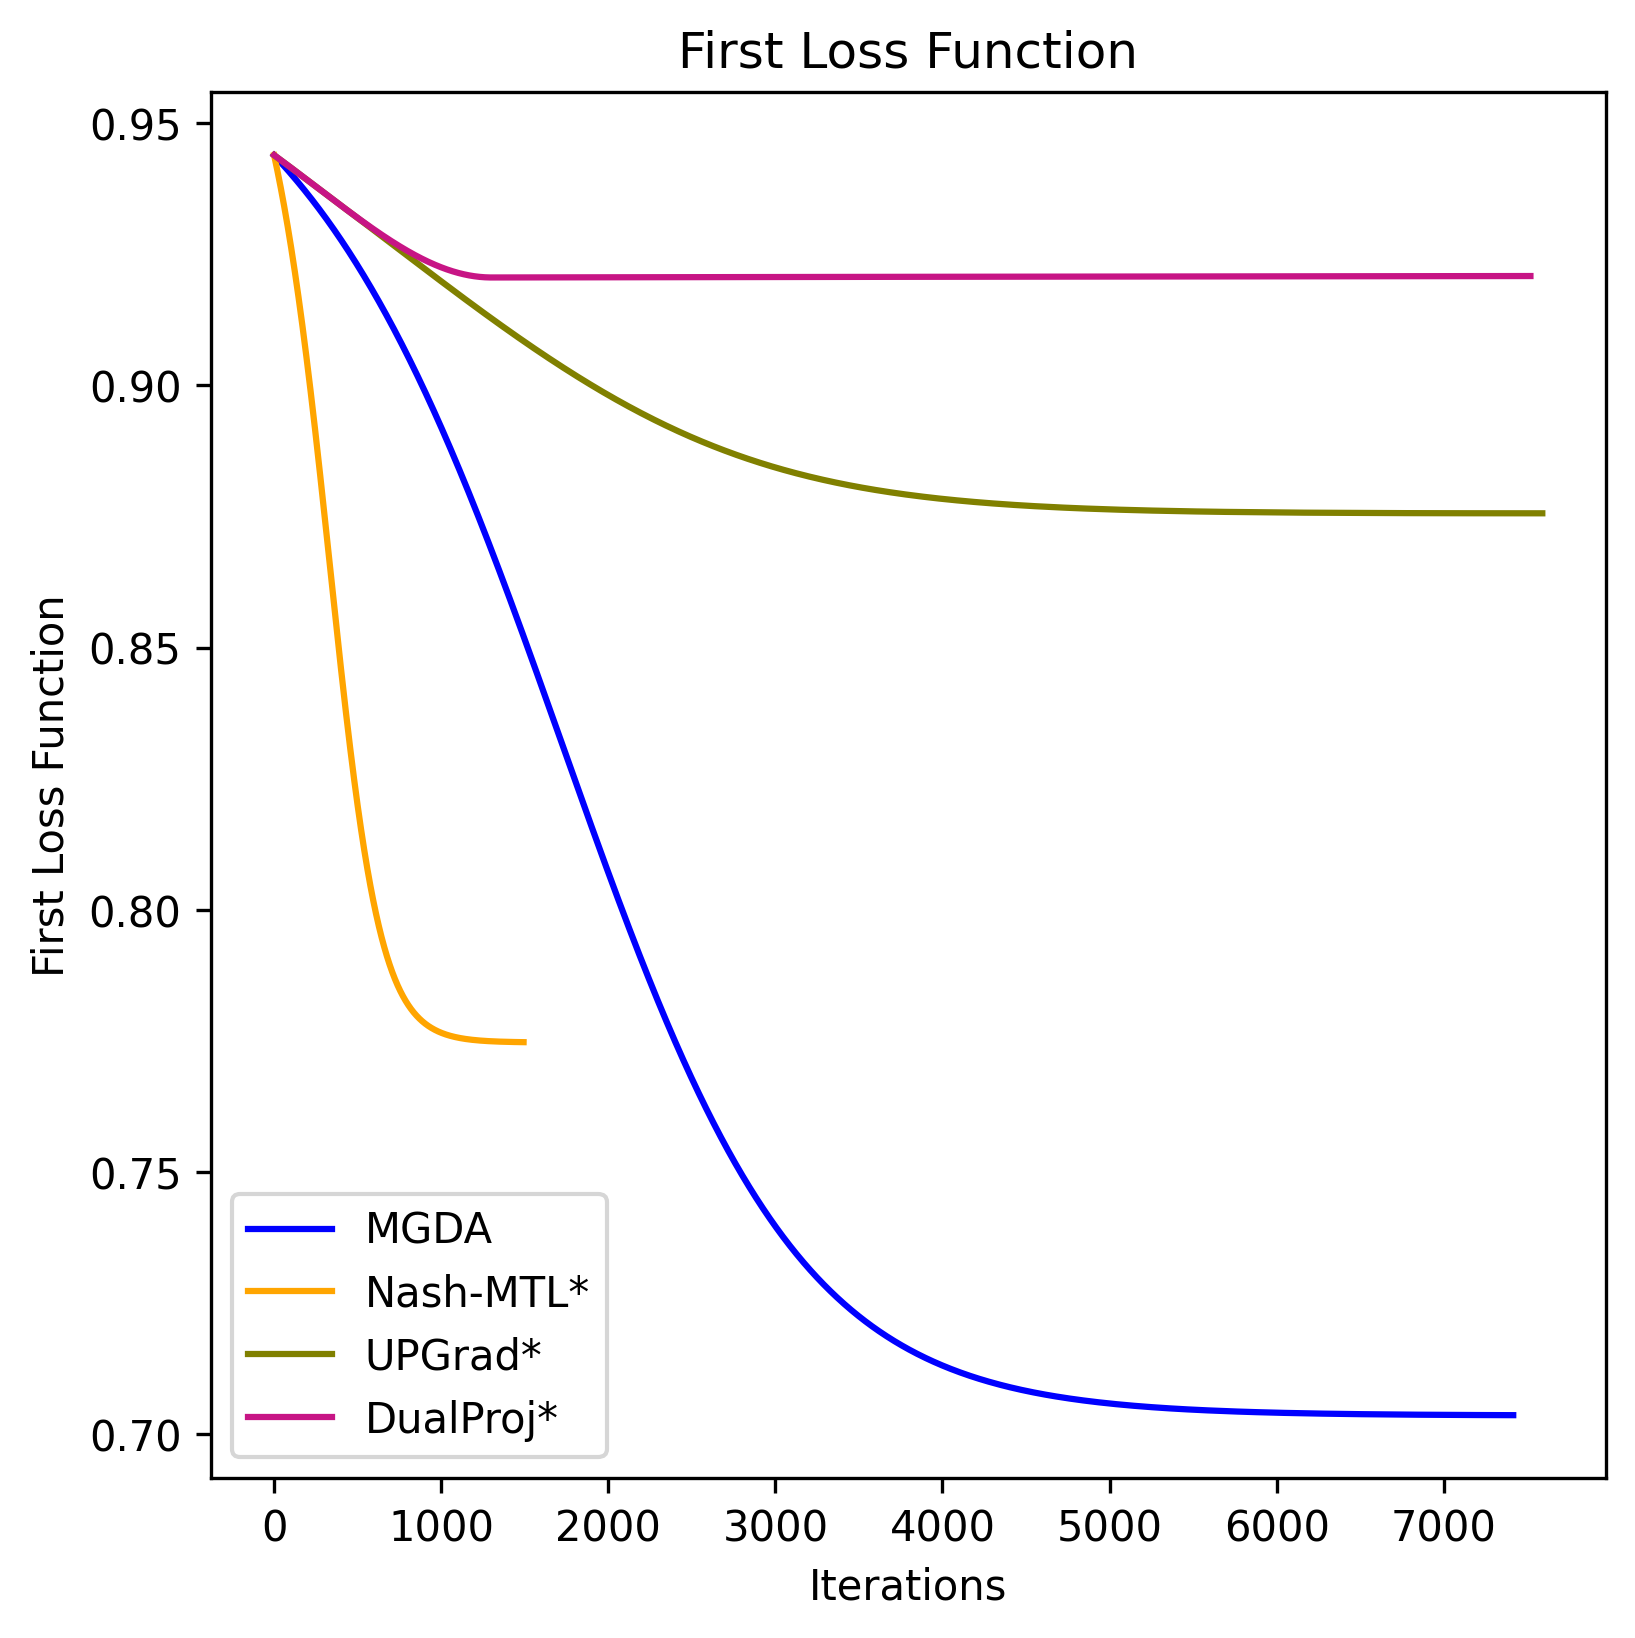 First Loss Function
First Loss Function
0.95
0.90
0.85
0.80
0.75
0.70
MGDA
Nash-MTL*
UPGrad*
DualProj*
0 1000 2000 3000 4000 5000 6000 7000
Iterations